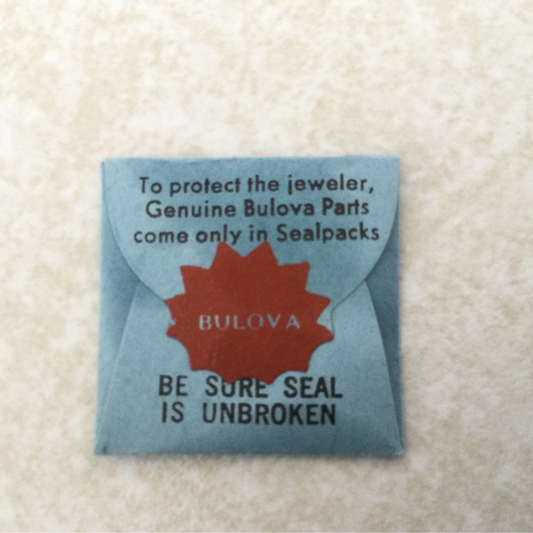 To protect the jeweler,
Genuine Bulova Parts
come only in Sealpacks
BULOVA
BE SURE SEAL
IS UNBROKEN